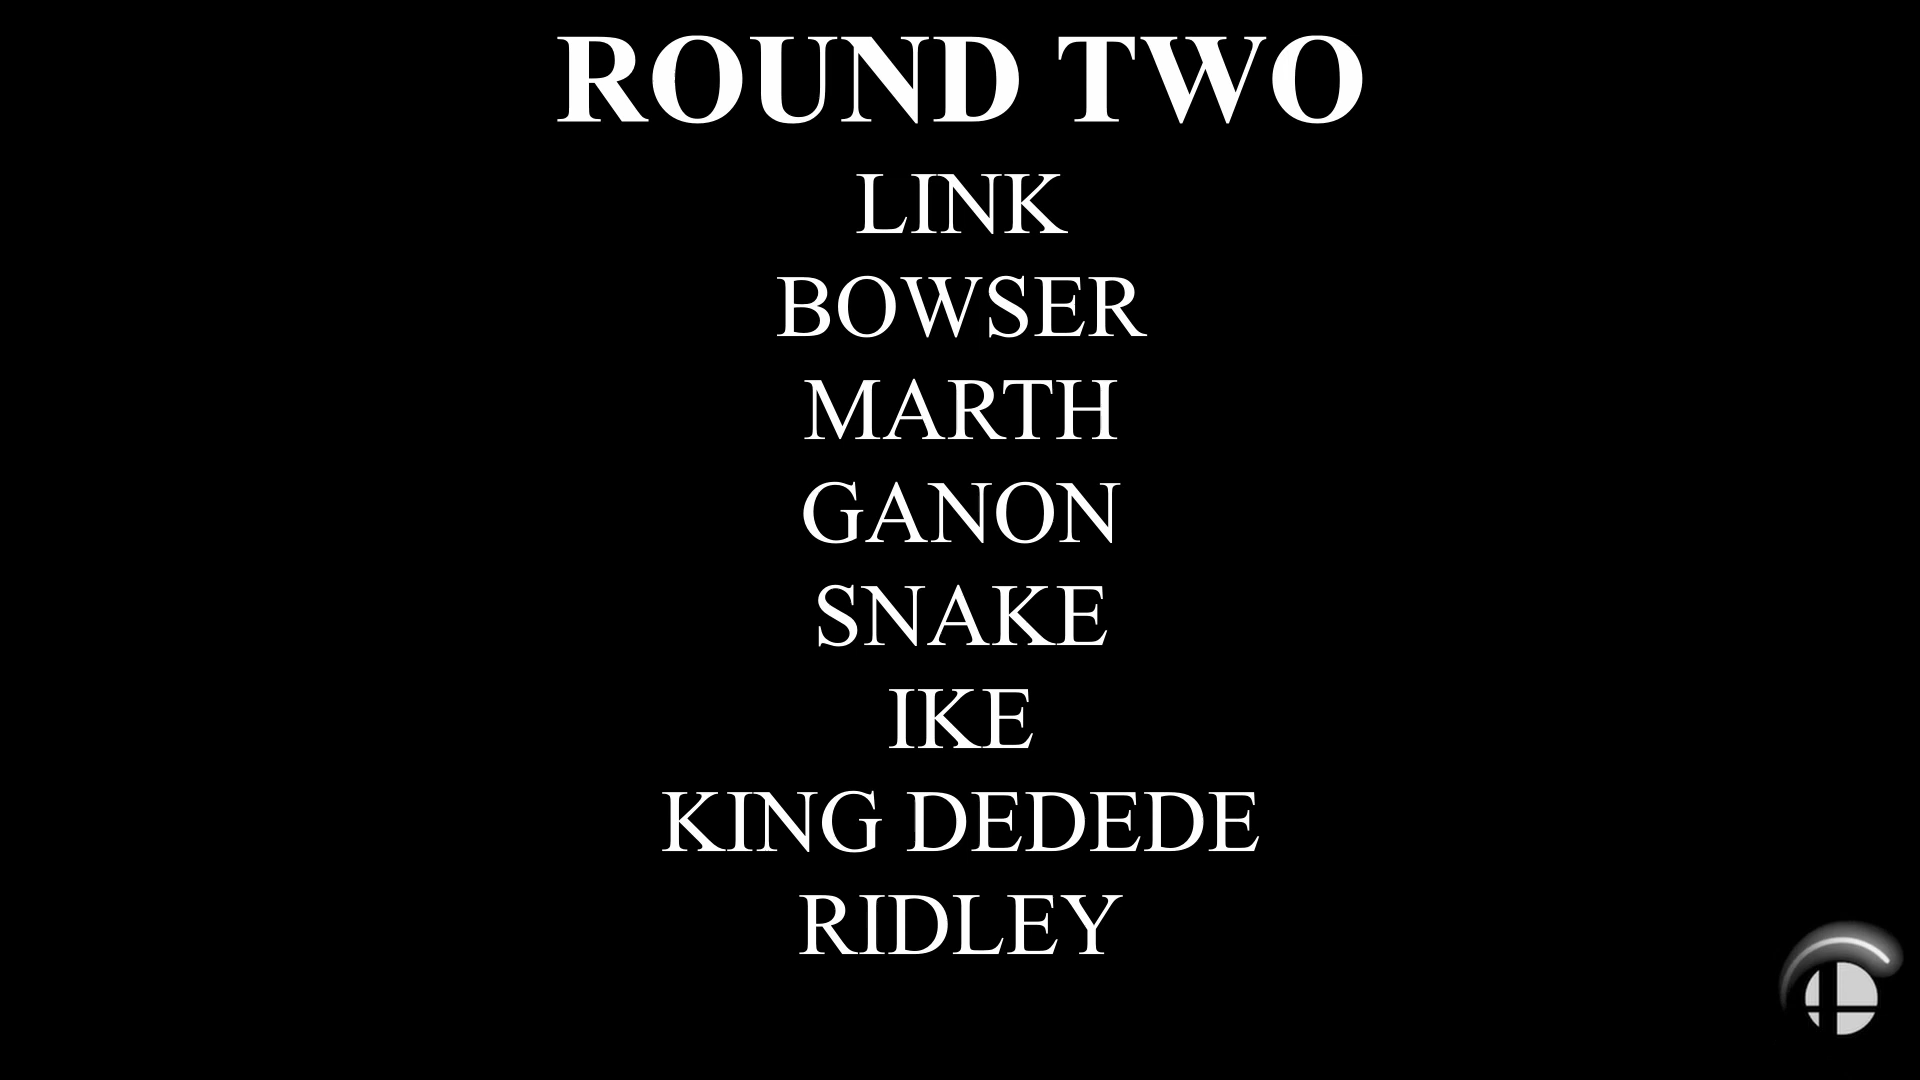 ROUND TWO
LINK
BOWSER
MARTH
GANON
SNAKE
IKE
KING DEDEDE
RIDLEY